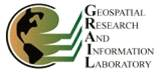 GEOSPATIAL
RESEARCH
AND
INFORMATION
LABORATORY